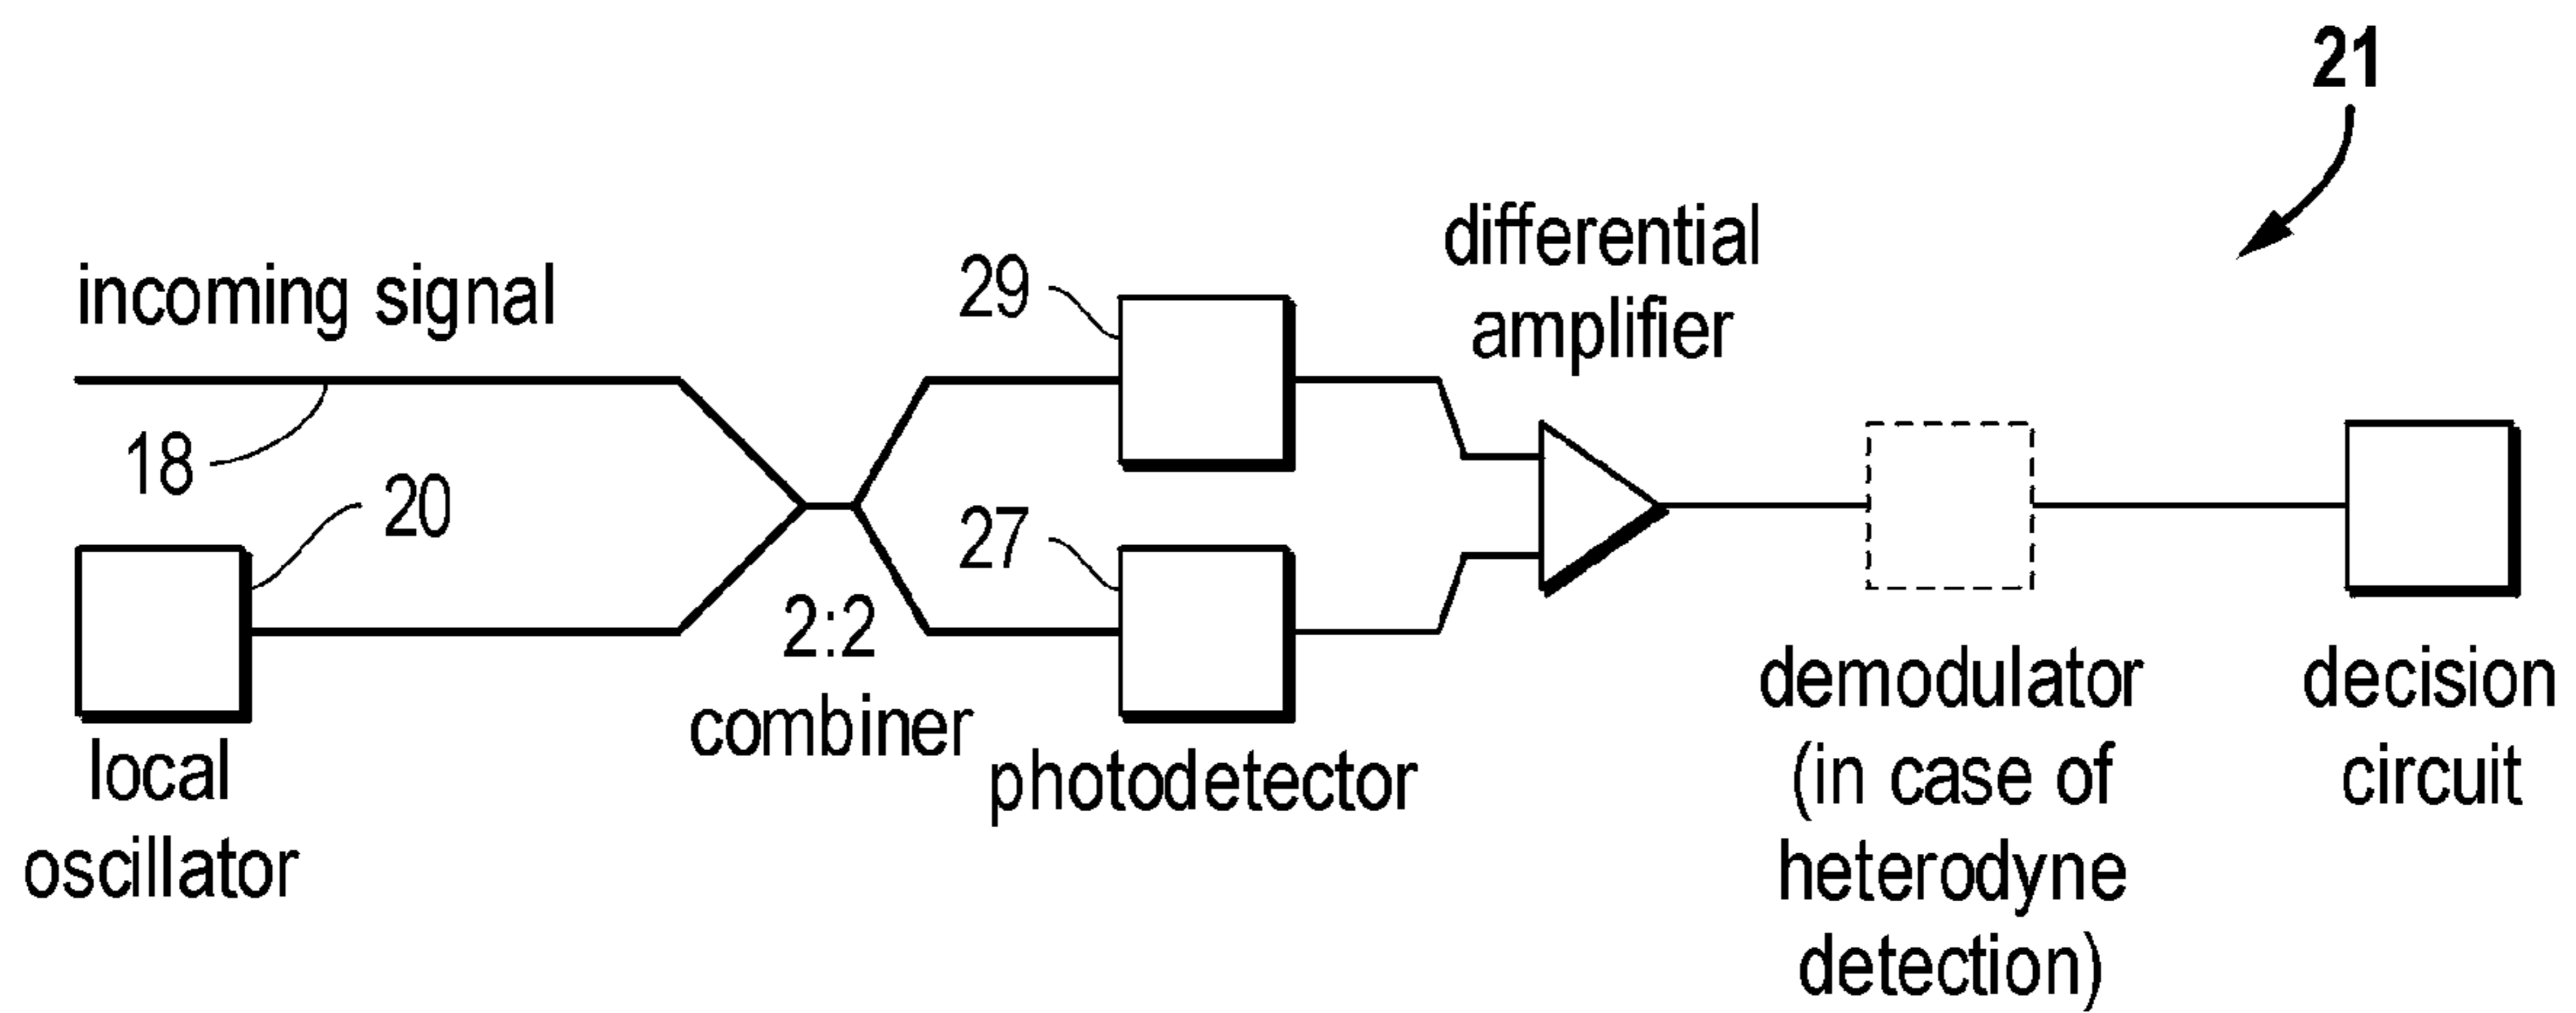 21
differential
amplifier
incoming signal
29
18
20
27
2:2
combiner
photodetector
local
oscillator
demodulator
(in case of
heterodyne
detection)
decision
circuit